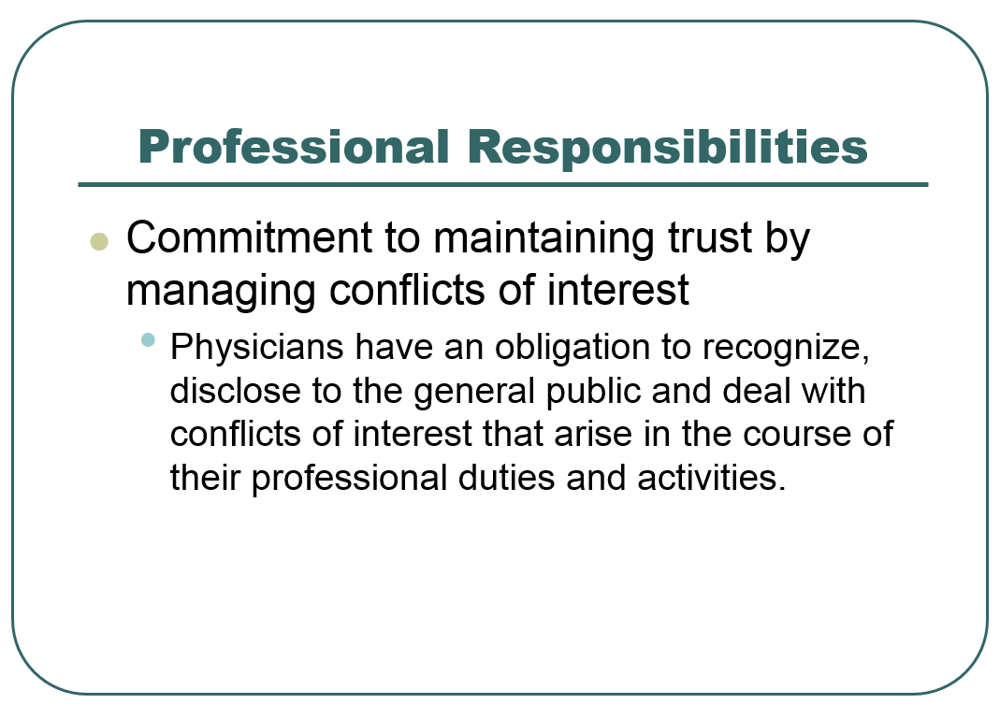 Professional Responsibilities
Commitment to maintaining trust by
managing conflicts of interest
Physicians have an obligation to recognize,
disclose to the general public and deal with
conflicts of interest that arise in the course of
their professional duties and activities.